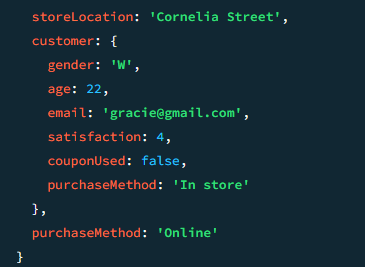 storeLocation: 'Cornelia Street',
customer: {
gender: 'W',
age: 22,
email: 'gracie@gmail.com',
satisfaction: 4,
couponUsed: false,
purchaseMethod: 'In store'
},
purchaseMethod: 'Online'
}